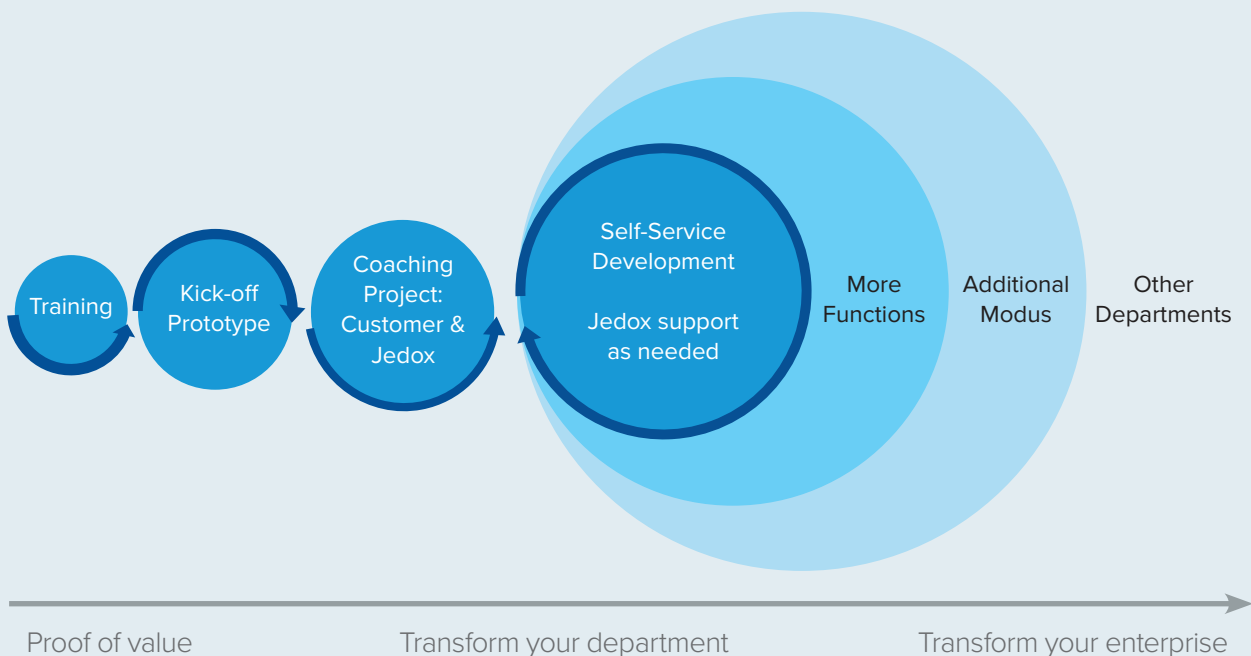 Training
Kick-off
Prototype
Coaching
Project:
Customer &
Jedox
Self-Service
Development
Jedox support
as needed
More
Functions
Additional
Modus
Other
Departments
Proof of value
Transform your department
Transform your enterprise